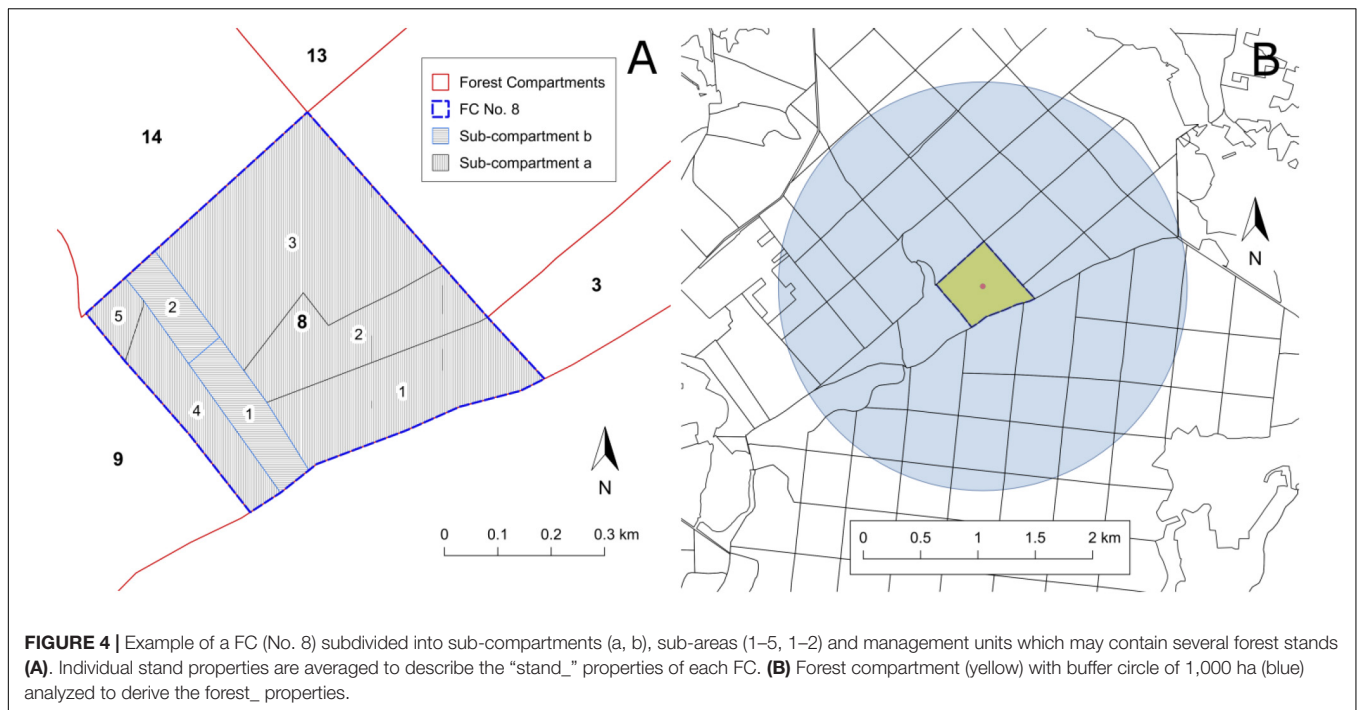 13
A
Forest Compartments
FC No. 8
Sub-compartment b
Sub-compartment a
14
3
3
2
8
2
5
1
4
1
9
N
0 0.1 0.2 0.3 km
B
N
0 0.5 1 1.5 2 km
FIGURE 4 | Example of a FC (No. 8) subdivided into sub-compartments (a, b), sub-areas (1–5, 1–2) and management units which may contain several forest stands
(A). Individual stand properties are averaged to describe the “stand_” properties of each FC. (B) Forest compartment (yellow) with buffer circle of 1,000 ha (blue)
analyzed to derive the forest_ properties.